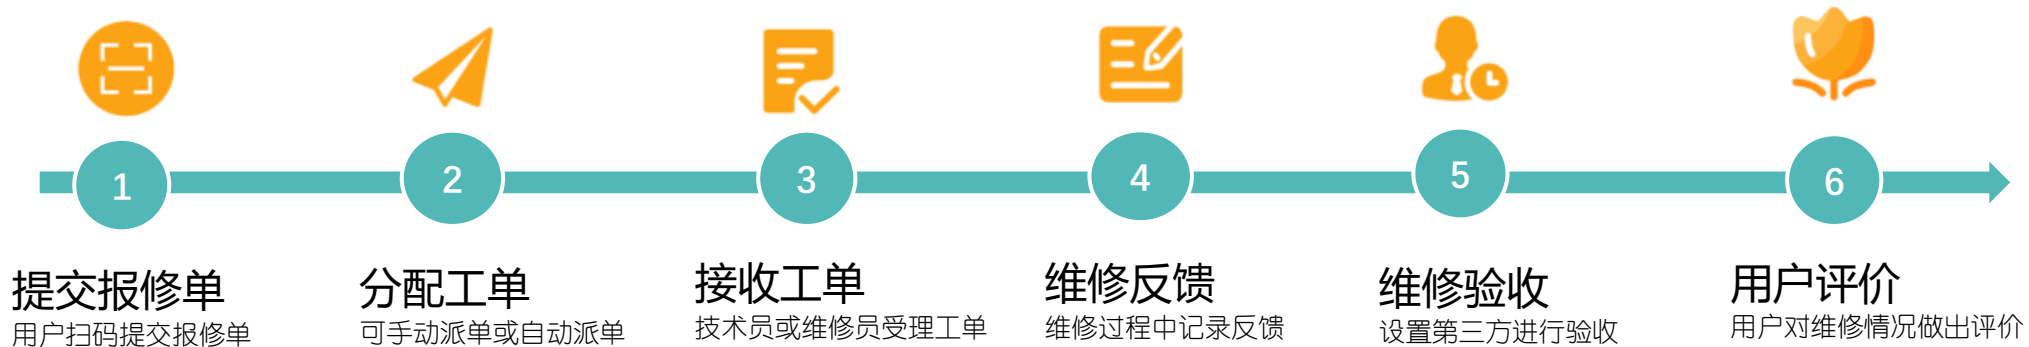 1
2
3
4
5
6
提交报修单
用户扫码提交报修单
分配工单
可手动派单或自动派单
接收工单
技术员或维修员受理工单
维修反馈
维修过程中记录反馈
维修验收
设置第三方进行验收
用户评价
用户对维修情况做出评价